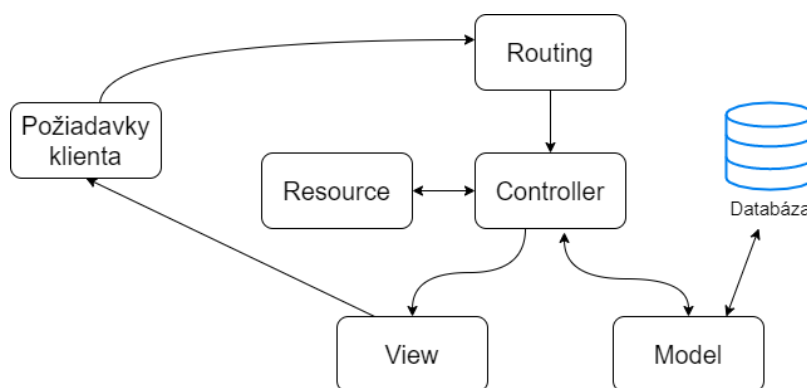 Routing
Požiadavky
klienta
Resource
Controller
Databáza
View
Model